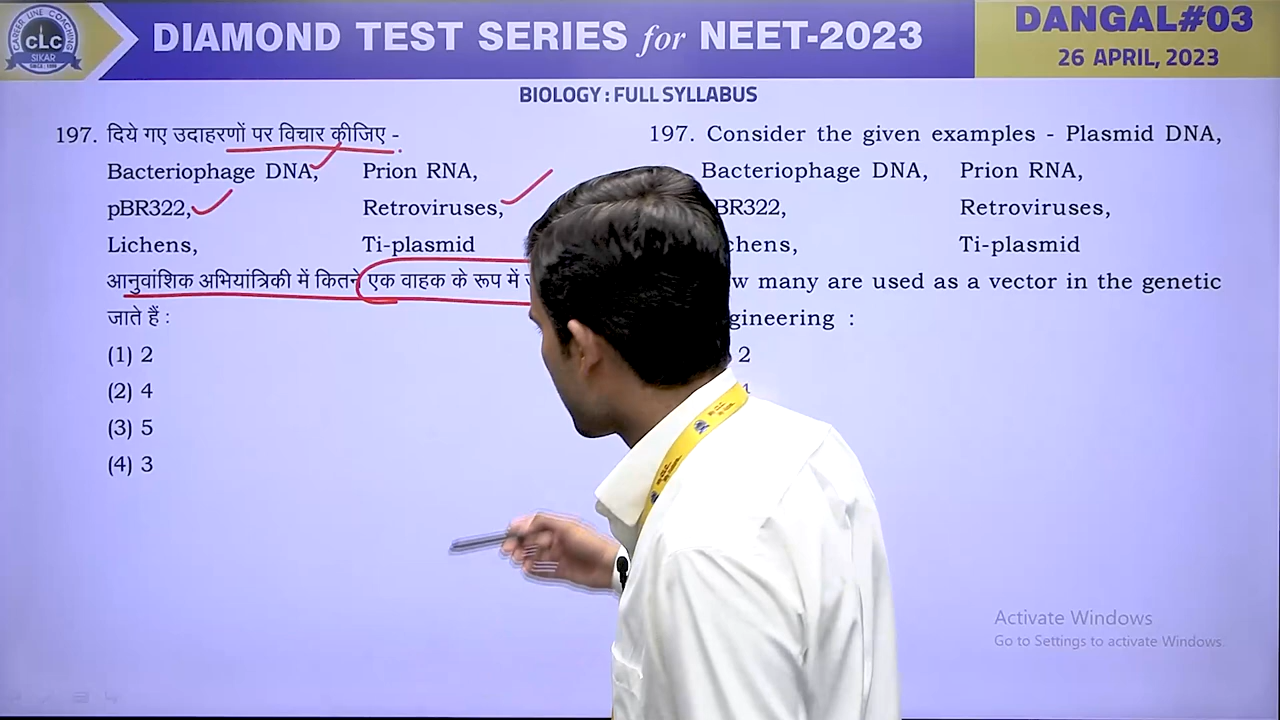 CAREER LINE COACHING
CLC
SIKAR
SINCE : 1996
DIAMOND TEST SERIES for NEET-2023
DANGAL#03
26 APRIL, 2023
BIOLOGY : FULL SYLLABUS
197. दिये गए उदाहरणों पर विचार कीजिए -
Bacteriophage DNA, Prion RNA,
pBR322, Retroviruses,
Lichens, Ti-plasmid
आनुवांशिक अभियांत्रिकी में कितने एक वाहक के रूप में
जाते हैं :
(1) 2
(2) 4
(3) 5
(4) 3
197. Consider the given examples - Plasmid DNA,
Bacteriophage DNA, Prion RNA,
BR322, Retroviruses,
chens, Ti-plasmid
w many are used as a vector in the genetic
gineering :
2
Activate Windows
Go to Settings to activate Windows.